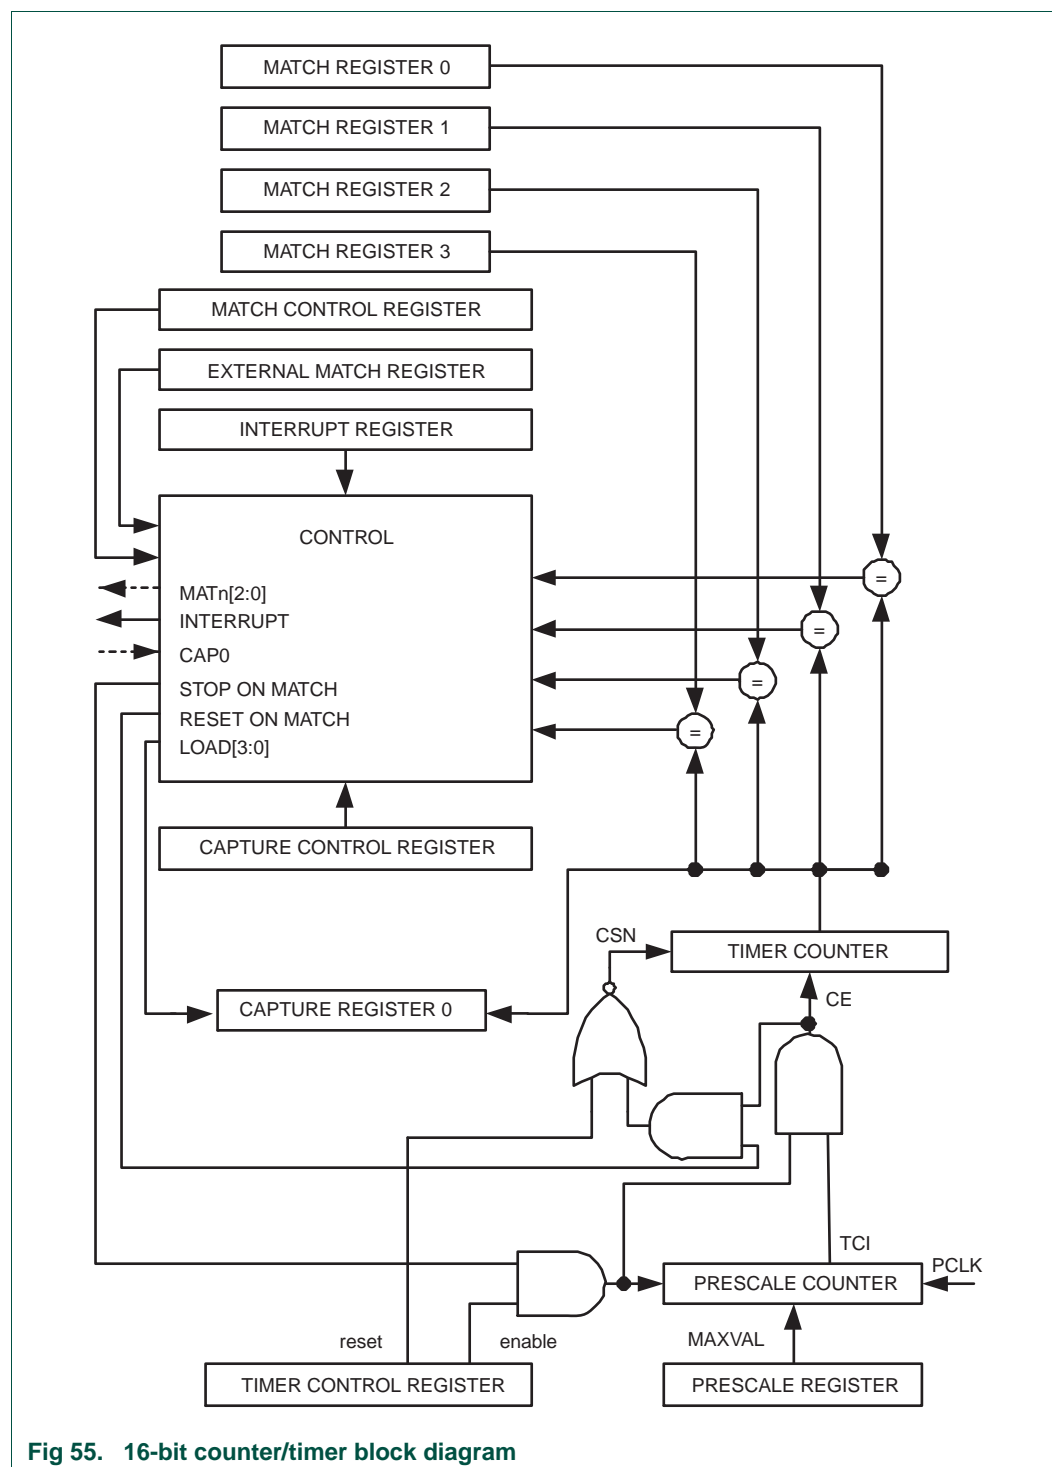 MATCH REGISTER 0
MATCH REGISTER 1
MATCH REGISTER 2
MATCH REGISTER 3
MATCH CONTROL REGISTER
EXTERNAL MATCH REGISTER
INTERRUPT REGISTER
CONTROL
=
=
=
=
MATn[2:0]
INTERRUPT
CAP0
STOP ON MATCH
RESET ON MATCH
LOAD[3:0]
CAPTURE CONTROL REGISTER
CSN
TIMER COUNTER
CE
CAPTURE REGISTER 0
TCI
PCLK
PRESCALE COUNTER
reset
enable
MAXVAL
TIMER CONTROL REGISTER
PRESCALE REGISTER
Fig 55. 16-bit counter/timer block diagram